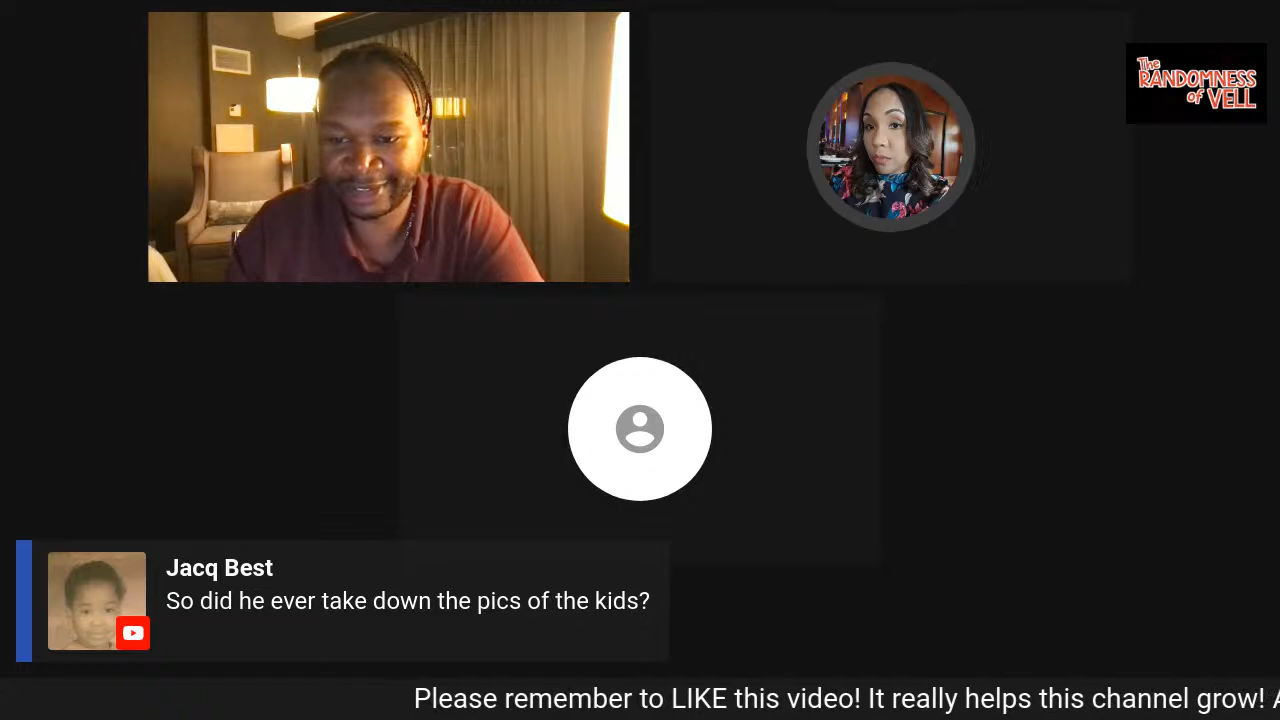 The
RANDOMNESS
of VELL
Jacq Best
So did he ever take down the pics of the kids?
Please remember to LIKE this video! It really helps this channel grow! A